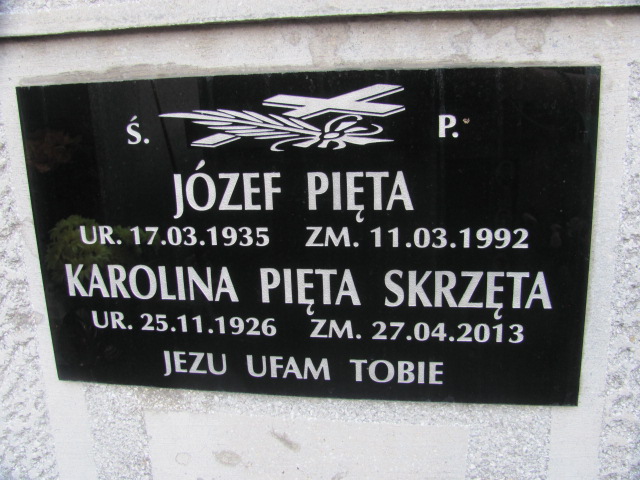 Ś. P.
JÓZEF PIĘTA
UR. 17.03.1935 ZM. 11.03.1992
KAROLINA PIĘTA SKRZĘTA
UR. 25.11.1926 ZM. 27.04.2013
JEZU UFAM TOBIE